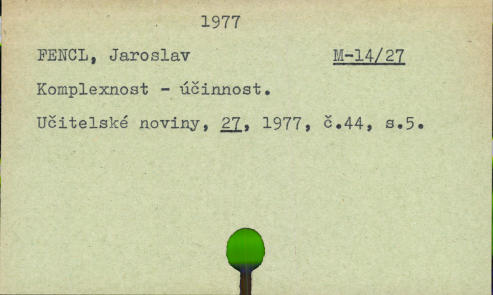 1977
FENCL, Jaroslav M-14/27
Komplexnost - účinnost.
Učitelské noviny, 27, 1977, č.44, s.5.